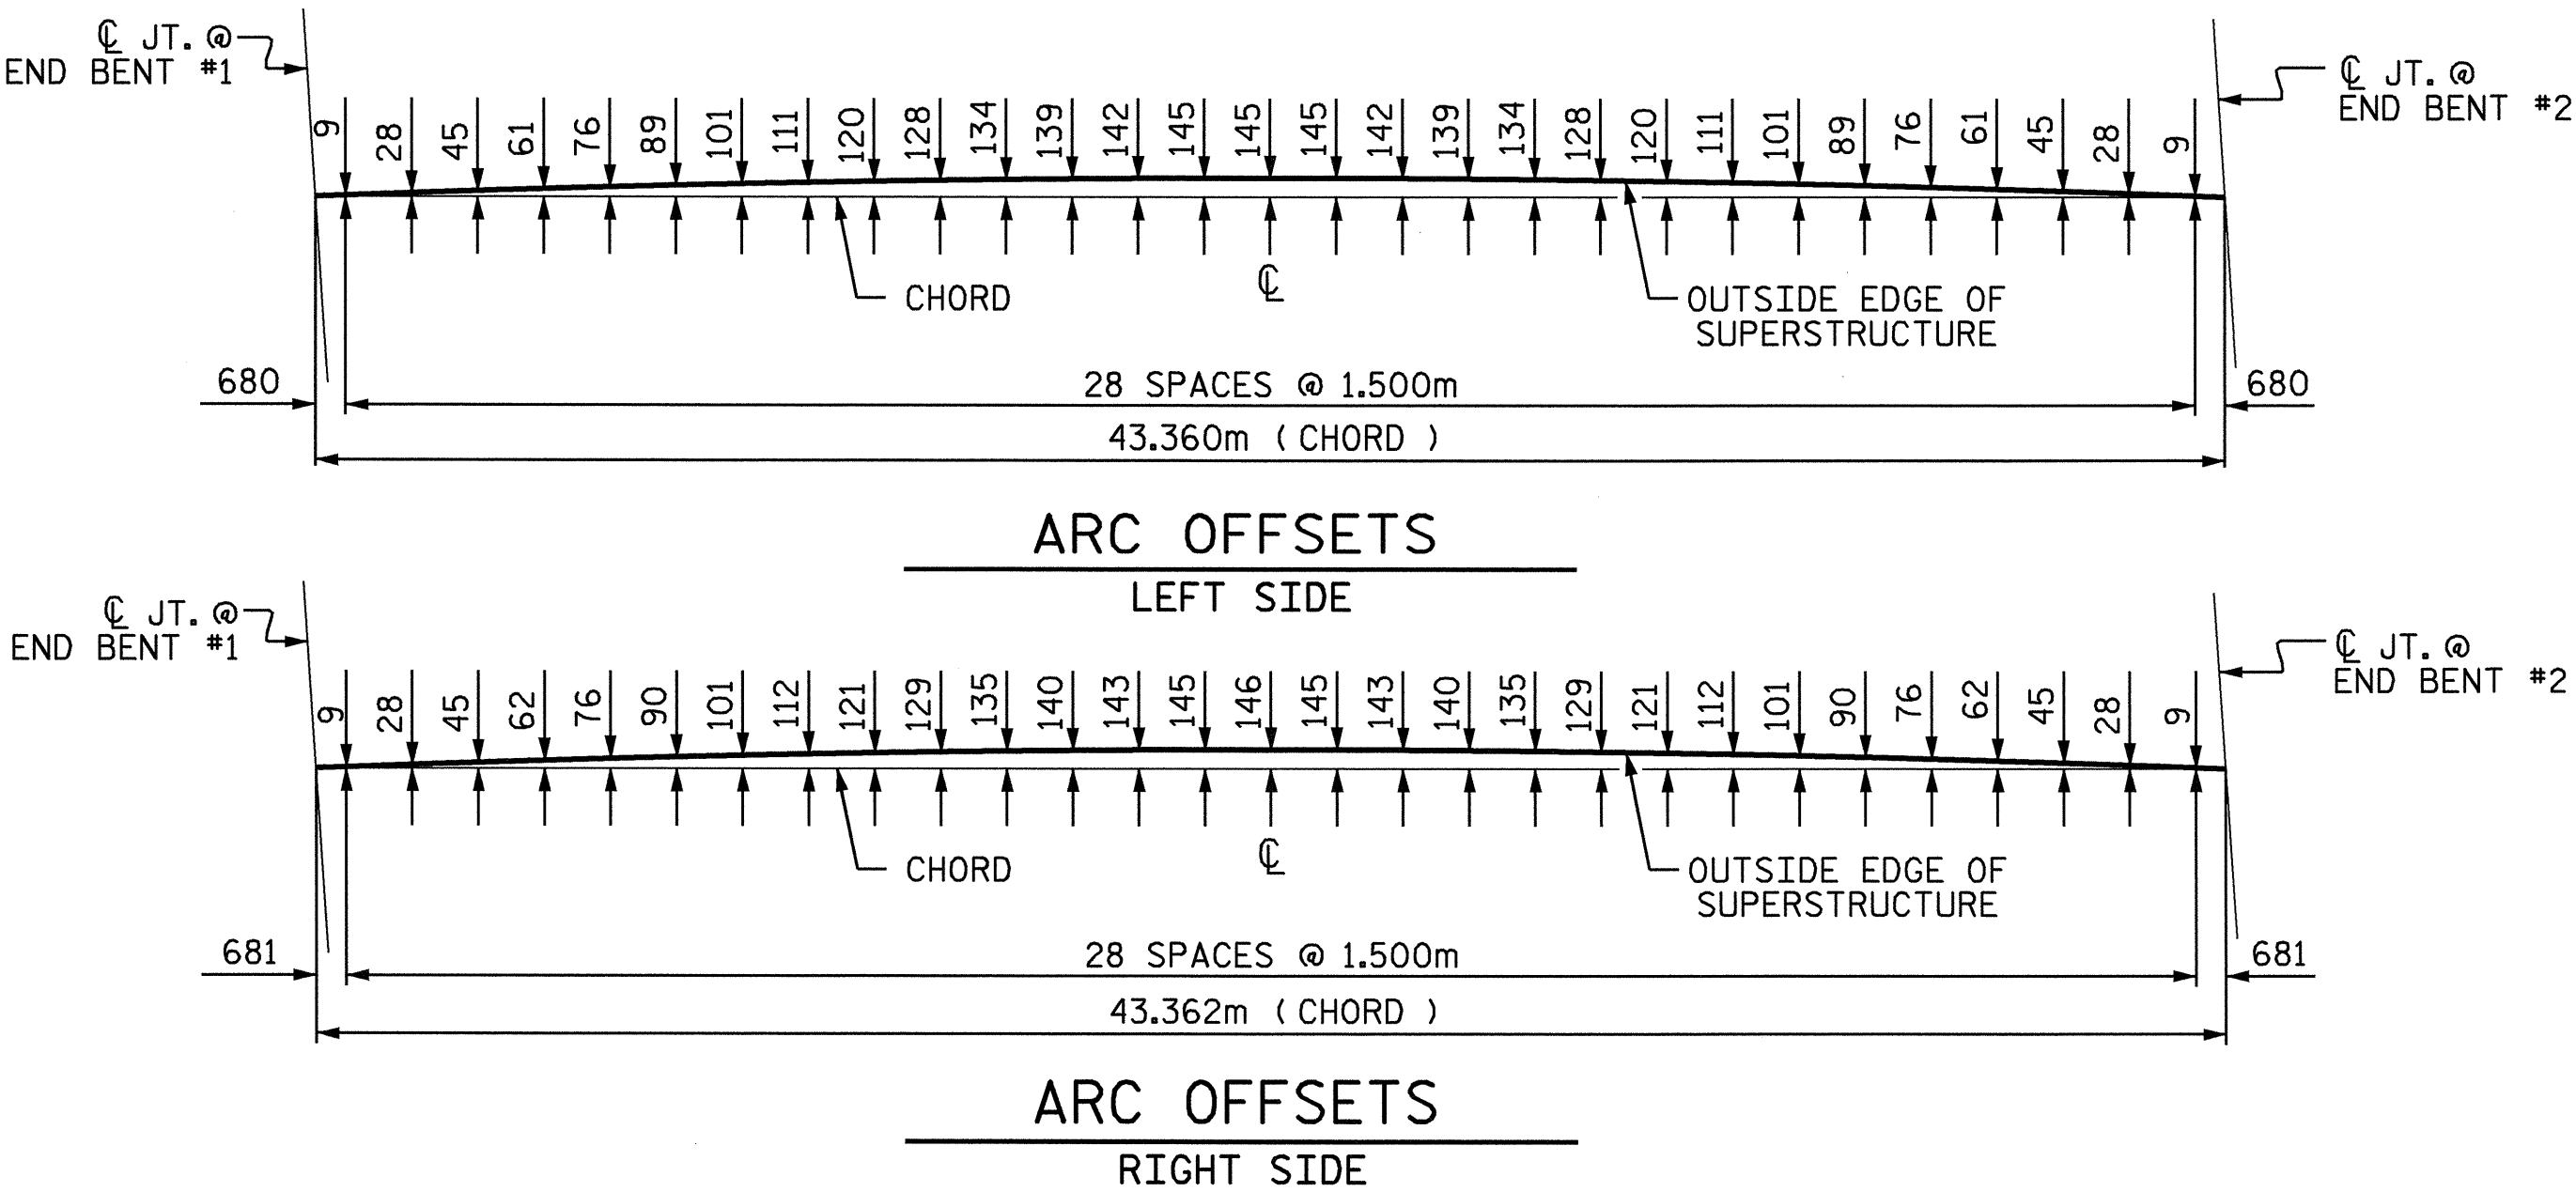 ℄ JT. @
END BENT #1
℄ JT. @
END BENT #2
9 28 45 61 76 89 101 111 120 128 134 139 142 145 145 145 142 139 134 128 120 111 101 89 76 61 45 28 9
CHORD
℄
OUTSIDE EDGE OF
SUPERSTRUCTURE
680
28 SPACES @ 1.500m
680
43.360m ( CHORD )
ARC OFFSETS
LEFT SIDE
℄ JT. @
END BENT #1
℄ JT. @
END BENT #2
9 28 45 62 76 90 101 112 121 129 135 140 143 145 146 145 143 140 135 129 121 112 101 90 76 62 45 28 9
CHORD
℄
OUTSIDE EDGE OF
SUPERSTRUCTURE
681
28 SPACES @ 1.500m
681
43.362m ( CHORD )
ARC OFFSETS
RIGHT SIDE